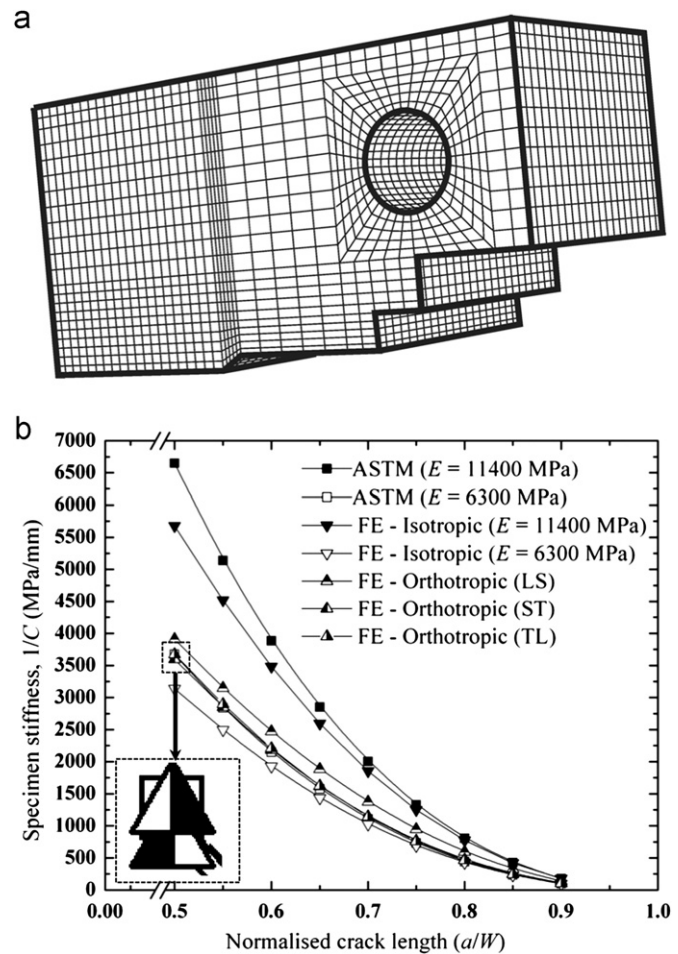 a
b
7000
6500
6000
5500
5000
4500
4000
3500
3000
2500
2000
1500
1000
500
0
Specimen stiffness, 1/C (MPa/mm)
ASTM (E = 11400 MPa)
ASTM (E = 6300 MPa)
FE - Isotropic (E = 11400 MPa)
FE - Isotropic (E = 6300 MPa)
FE - Orthotropic (LS)
FE - Orthotropic (ST)
FE - Orthotropic (TL)
0.00 0.5 0.6 0.7 0.8 0.9 1.0
Normalised crack length (a/W)